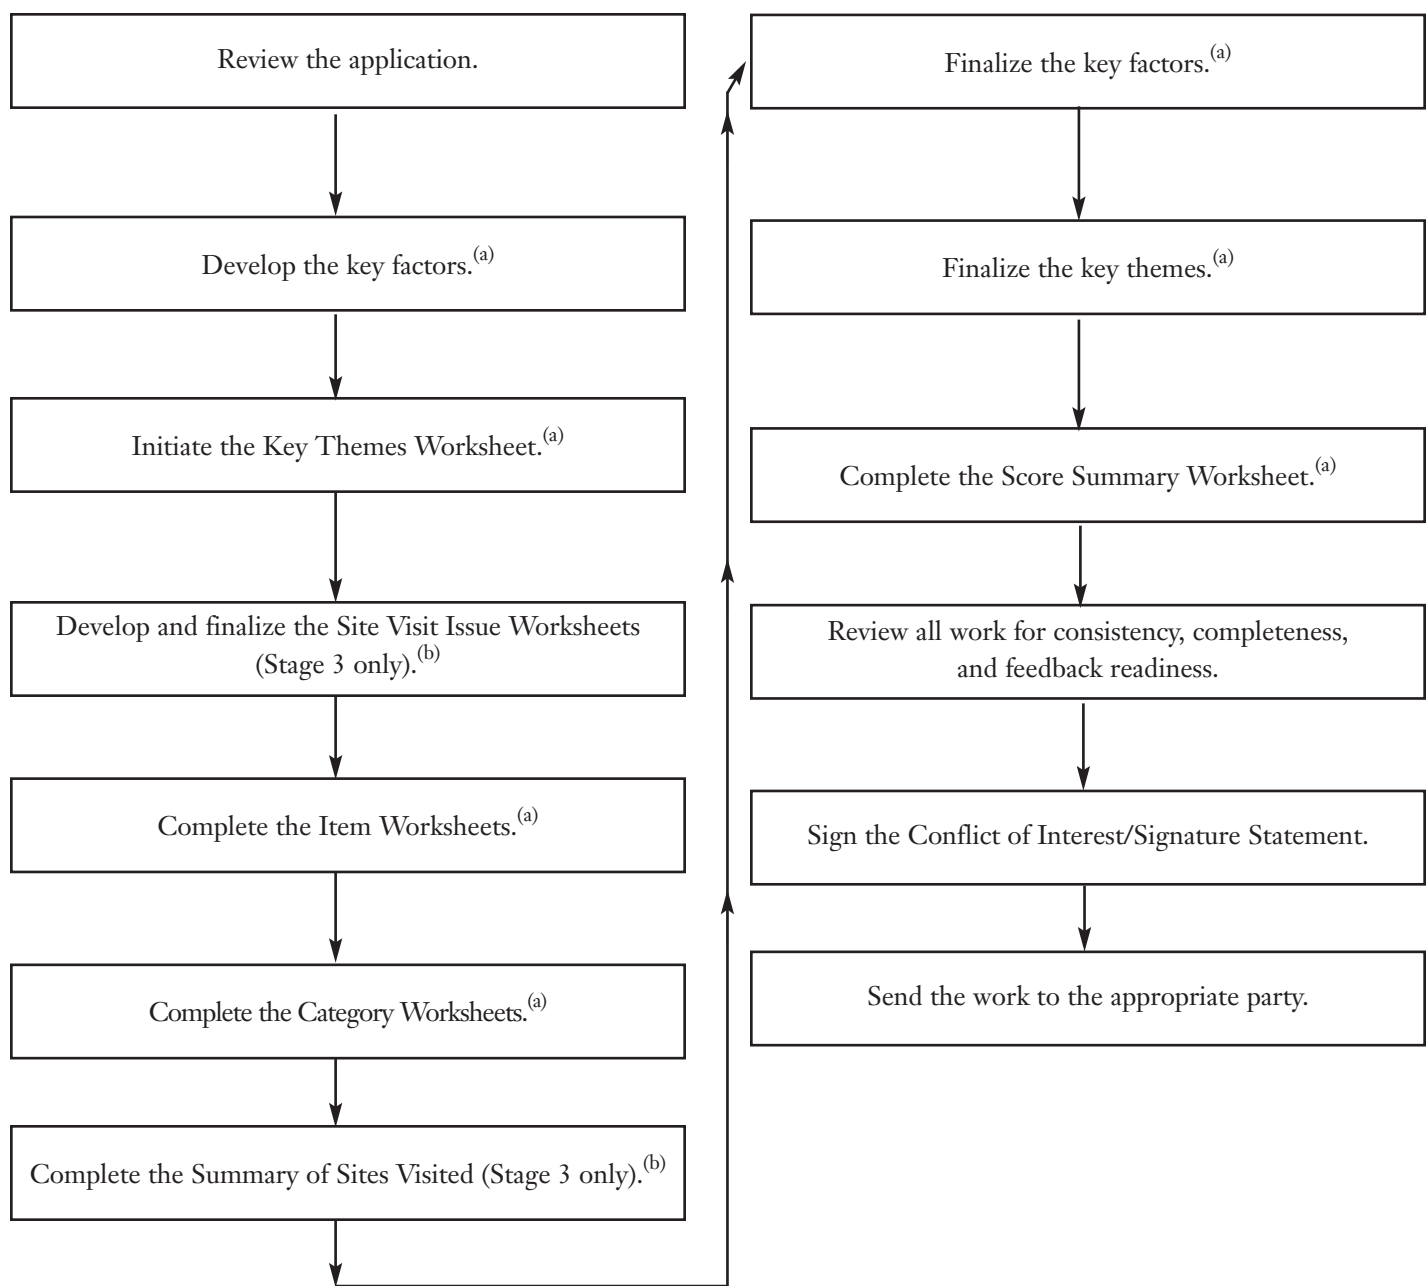 Review the application.
Develop the key factors.(a)
Initiate the Key Themes Worksheet.(a)
Develop and finalize the Site Visit Issue Worksheets
(Stage 3 only).(b)
Complete the Item Worksheets.(a)
Complete the Category Worksheets.(a)
Complete the Summary of Sites Visited (Stage 3 only).(b)
Finalize the key factors.(a)
Finalize the key themes.(a)
Complete the Score Summary Worksheet.(a)
Review all work for consistency, completeness,
and feedback readiness.
Sign the Conflict of Interest/Signature Statement.
Send the work to the appropriate party.